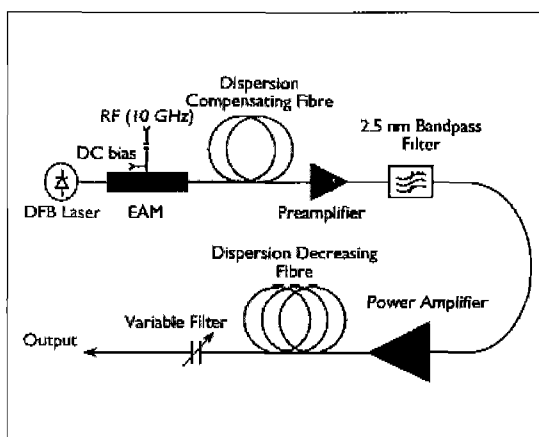 Dispersion
Compensating Fibre
RF (10 GHz)
2.5 nm Bandpass
Filter
DC bias
DFB Laser
EAM
Preamplifier
Dispersion Decreasing
Fibre
Power Amplifier
Variable Filter
Output